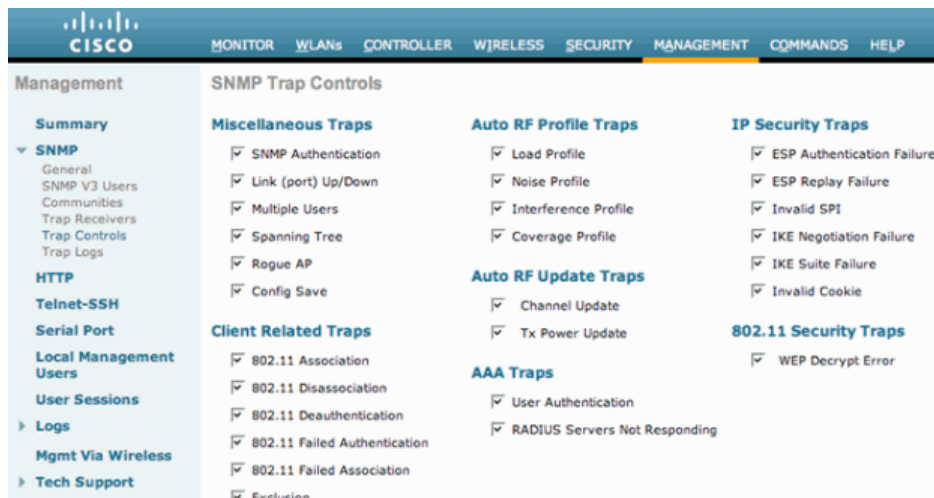 CISCO
MONITOR WLANs CONTROLLER WIRELESS SECURITY MANAGEMENT COMMANDS HELP
Management
Summary
SNMP
General
SNMP V3 Users
Communities
Trap Receivers
Trap Controls
Trap Logs
HTTP
Telnet-SSH
Serial Port
Local Management
Users
User Sessions
Logs
Mgmt Via Wireless
Tech Support
SNMP Trap Controls
Miscellaneous Traps
SNMP Authentication
Link (port) Up/Down
Multiple Users
Spanning Tree
Rogue AP
Config Save
Client Related Traps
802.11 Association
802.11 Disassociation
802.11 Deauthentication
802.11 Failed Authentication
802.11 Failed Association
Exclusion
Auto RF Profile Traps
Load Profile
Noise Profile
Interference Profile
Coverage Profile
Auto RF Update Traps
Channel Update
Tx Power Update
AAA Traps
User Authentication
RADIUS Servers Not Responding
IP Security Traps
ESP Authentication Failure
ESP Replay Failure
Invalid SPI
IKE Negotiation Failure
IKE Suite Failure
Invalid Cookie
802.11 Security Traps
WEP Decrypt Error